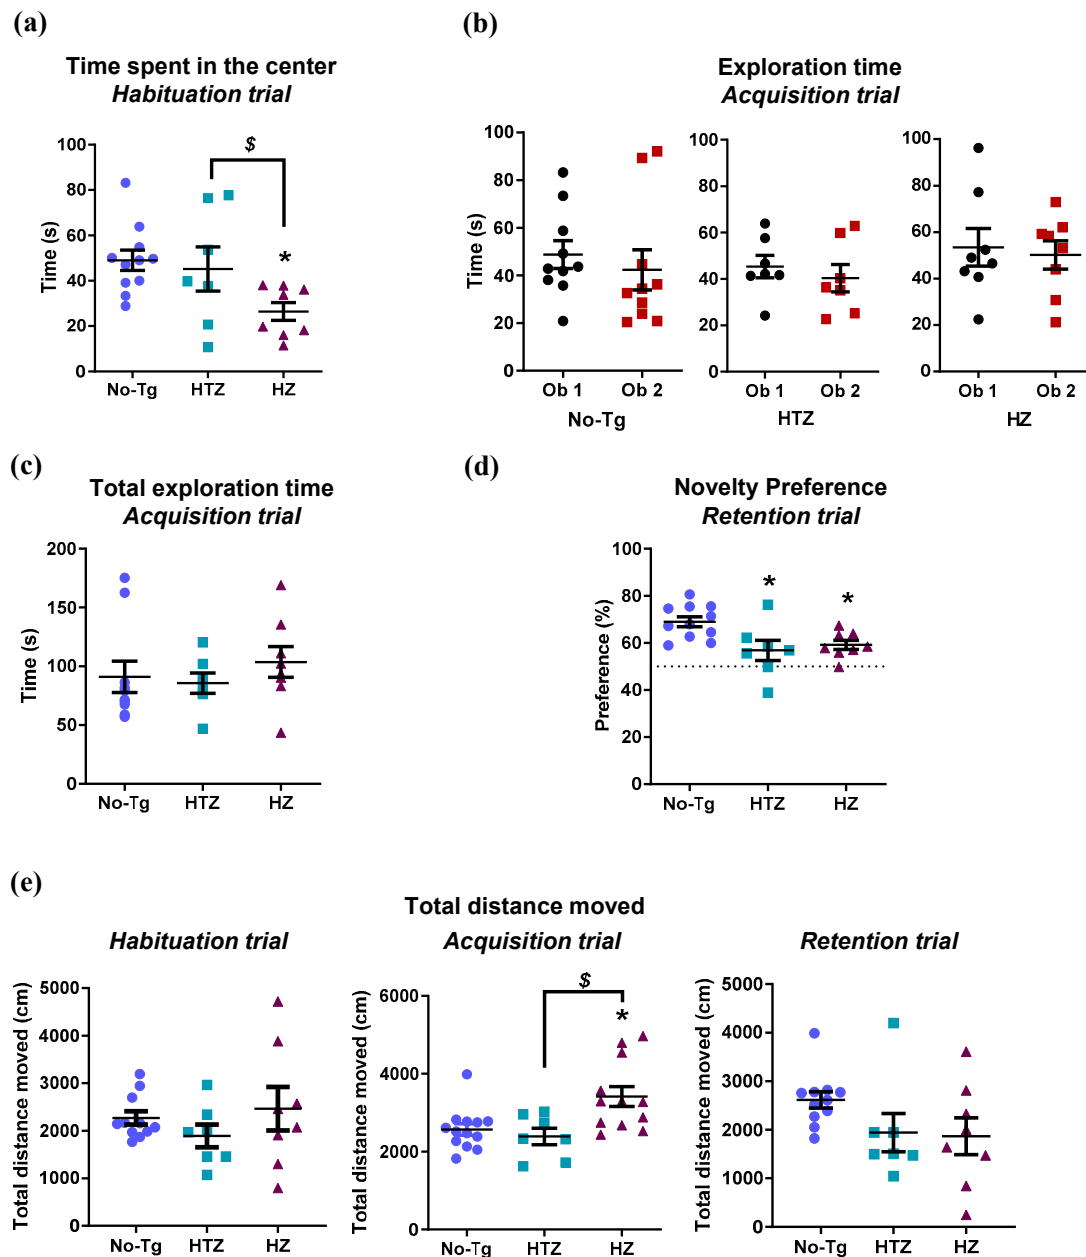 (a)
Time spent in the center
Habituation trial
$
*
Time (s)
100
80
60
40
20
0
No-Tg HTZ HZ
(b)
Exploration time
Acquisition trial
Time (s)
100
80
60
40
20
0
Ob 1 Ob 2
No-Tg
100
80
60
40
20
0
Ob 1 Ob 2
HTZ
100
80
60
40
20
0
Ob 1 Ob 2
HZ
(c)
Total exploration time
Acquisition trial
Time (s)
200
150
100
50
0
No-Tg HTZ HZ
(d)
Novelty Preference
Retention trial
* *
Preference (%)
100
80
60
40
20
0
No-Tg HTZ HZ
(e)
Total distance moved
Habituation trial
Total distance moved (cm)
5000
4000
3000
2000
1000
0
No-Tg HTZ HZ
Acquisition trial
$
*
Total distance moved (cm)
6000
4000
2000
0
No-Tg HTZ HZ
Retention trial
Total distance moved (cm)
5000
4000
3000
2000
1000
0
No-Tg HTZ HZ